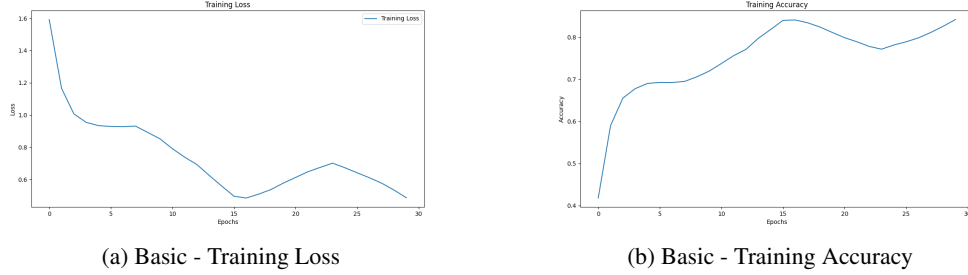 Training Loss
Training Loss
1.6
1.4
1.2
1.0
0.8
0.6
Loss
0 5 10 15 20 25 30
Epochs
(a) Basic - Training Loss
Training Accuracy
0.8
0.7
0.6
0.5
0.4
Accuracy
0 5 10 15 20 25 30
Epochs
(b) Basic - Training Accuracy